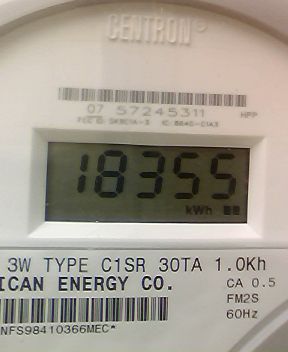 CENTRON®
07 57245311 HPP
18355
kWh
3W TYPE C1SR 30TA 1.0Kh
ICAN ENERGY CO. CA 0.5
FM2S
NFS98410366MEC* 60Hz